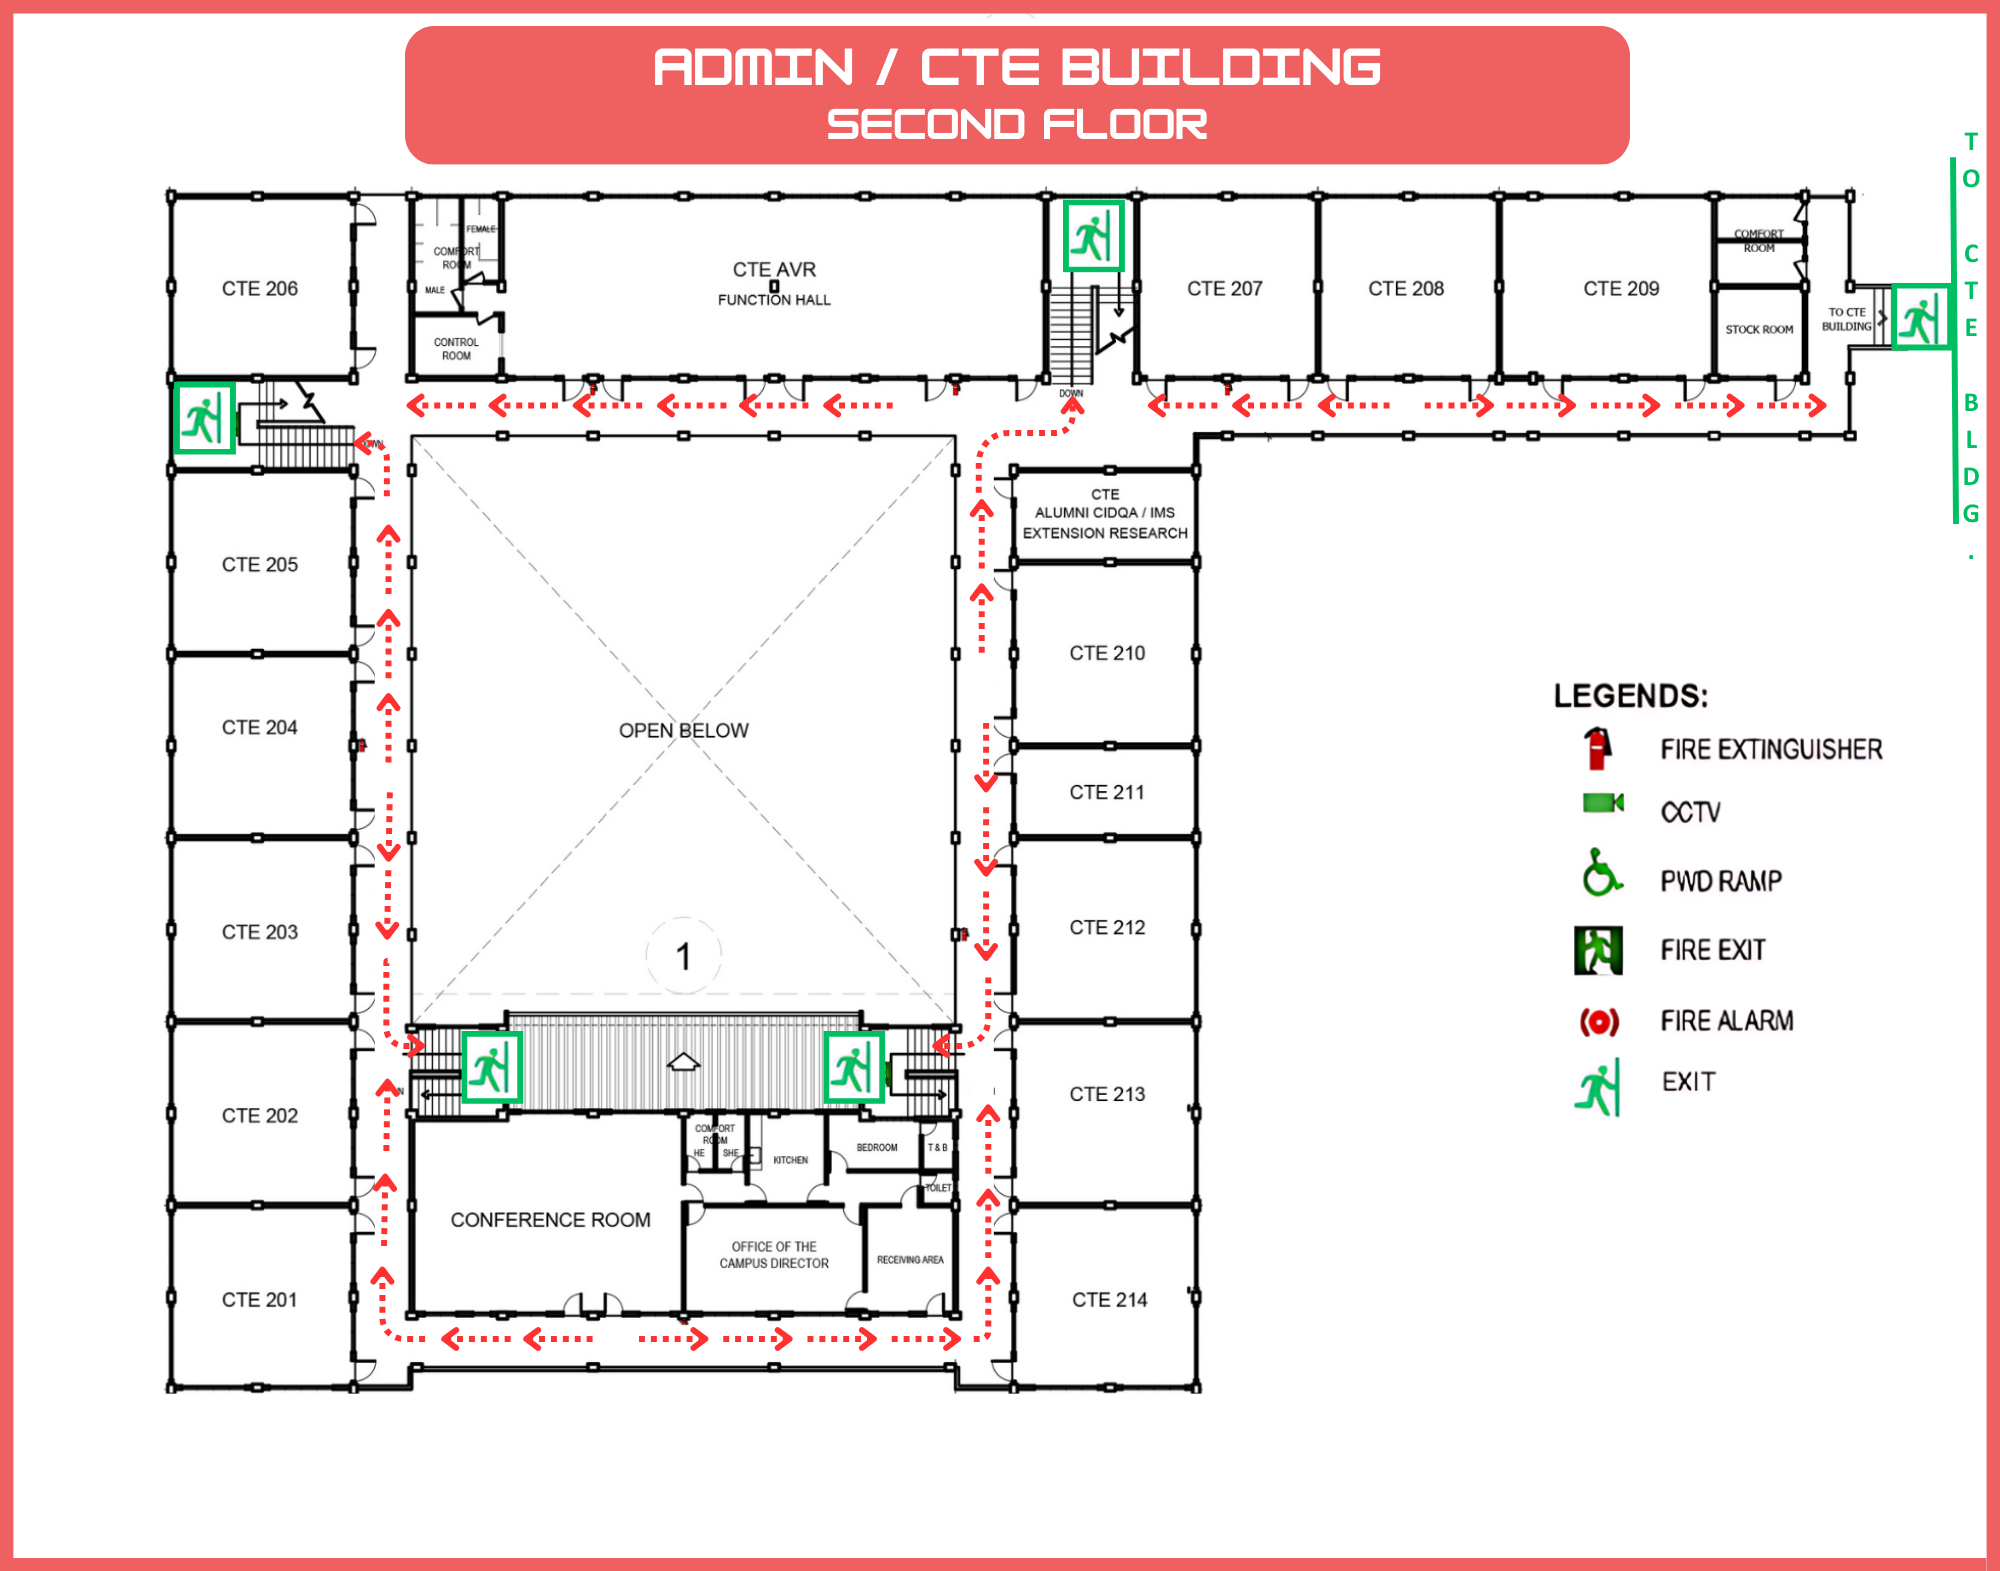 ADMIN / CTE BUILDING
SECOND FLOOR
TO CTE BLDG.
CTE 206
FEMALE
COMFORT
ROOM
MALE
CONTROL
ROOM
CTE AVR
FUNCTION HALL
DOWN
CTE 207
CTE 208
CTE 209
COMFORT
ROOM
STOCK ROOM
TO CTE
BUILDING
CTE
ALUMNI CIDQA / IMS
EXTENSION RESEARCH
CTE 205
CTE 210
CTE 204
OPEN BELOW
CTE 211
CTE 203
1
CTE 212
CTE 202
CTE 213
COMFORT
ROOM
HE
SHE
KITCHEN
BEDROOM
T & B
TOILET
CONFERENCE ROOM
OFFICE OF THE
CAMPUS DIRECTOR
RECEIVING AREA
CTE 201
CTE 214
LEGENDS:
FIRE EXTINGUISHER
CCTV
PWD RAMP
FIRE EXIT
FIRE ALARM
EXIT